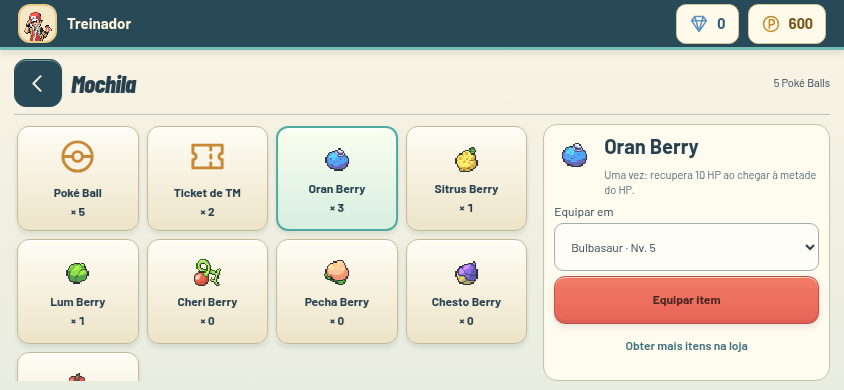 Treinador
0
600
Mochila
5 Poké Balls
Poké Ball
× 5
Ticket de TM
× 2
Oran Berry
× 3
Sitrus Berry
× 1
Lum Berry
× 1
Cheri Berry
× 0
Pecha Berry
× 0
Chesto Berry
× 0
Oran Berry
Uma vez: recupera 10 HP ao chegar à metade
do HP.
Equipar em
Bulbasaur · Nv. 5
Equipar item
Obter mais itens na loja